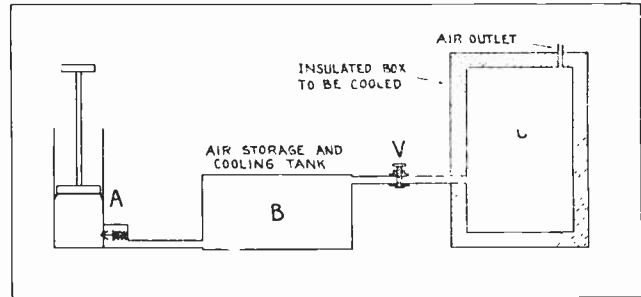 AIR OUTLET
INSULATED BOX
TO BE COOLED
AIR STORAGE AND
COOLING TANK
V
A
B
C